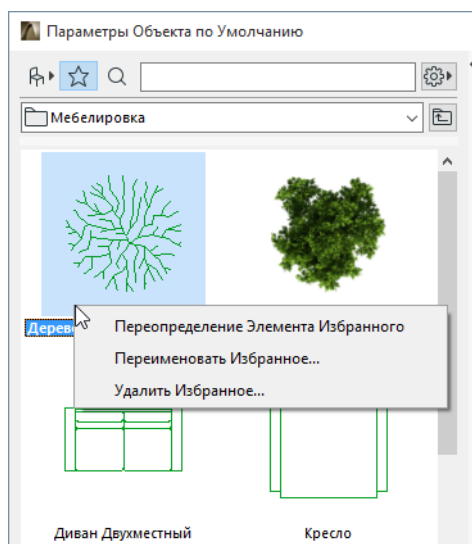 Параметры Объекта по Умолчанию
Мебелировка
Дерев
Переопределение Элемента Избранного
Переименовать Избранное...
Удалить Избранное...
Диван Двухместный
Кресло